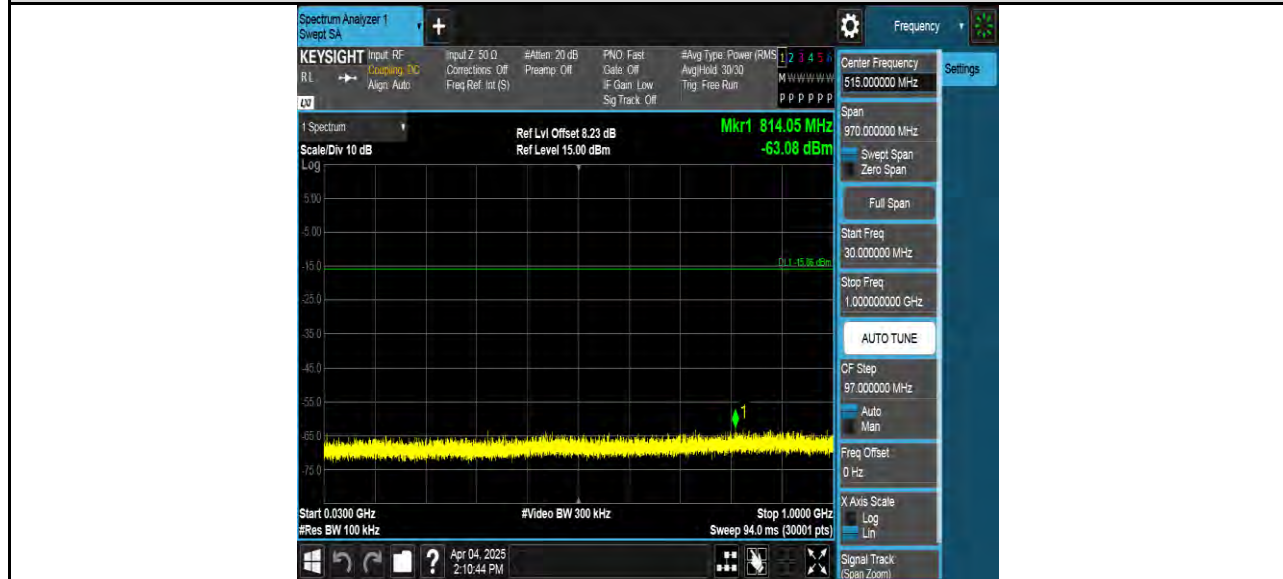 Spectrum Analyzer 1
Swept SA
+
Frequency
KEYSIGHT
Input: RF
Coupling: DC
Align: Auto
RL
LXI
Input Z: 50 Ω
Corrections: Off
Freq Ref: Int (S)
#Atten: 20 dB
Preamp: Off
PNO: Fast
Gate: Off
IF Gain: Low
Sig Track: Off
#Avg Type: Power (RMS
Avg|Hold: 30/30
Trig: Free Run
1 2 3 4 5 6
M W W W W W
P P P P P P
Center Frequency
515.000000 MHz
Settings
Span
970.000000 MHz
Swept Span
Zero Span
Full Span
Start Freq
30.000000 MHz
Stop Freq
1.000000000 GHz
AUTO TUNE
CF Step
97.000000 MHz
Auto
Man
Freq Offset
0 Hz
X Axis Scale
Log
Lin
Signal Track
(Span Zoom)
1 Spectrum
Scale/Div 10 dB
Log
Ref Lvl Offset 8.23 dB
Ref Level 15.00 dBm
Mkr1 814.05 MHz
-63.08 dBm
5.00
-5.00
-15.0
DL1 -15.86 dBm
-25.0
-35.0
-45.0
-55.0
1
-65.0
-75.0
Start 0.0300 GHz
#Video BW 300 kHz
Stop 1.0000 GHz
#Res BW 100 kHz
Sweep 94.0 ms (30001 pts)
?
Apr 04, 2025
2:10:44 PM